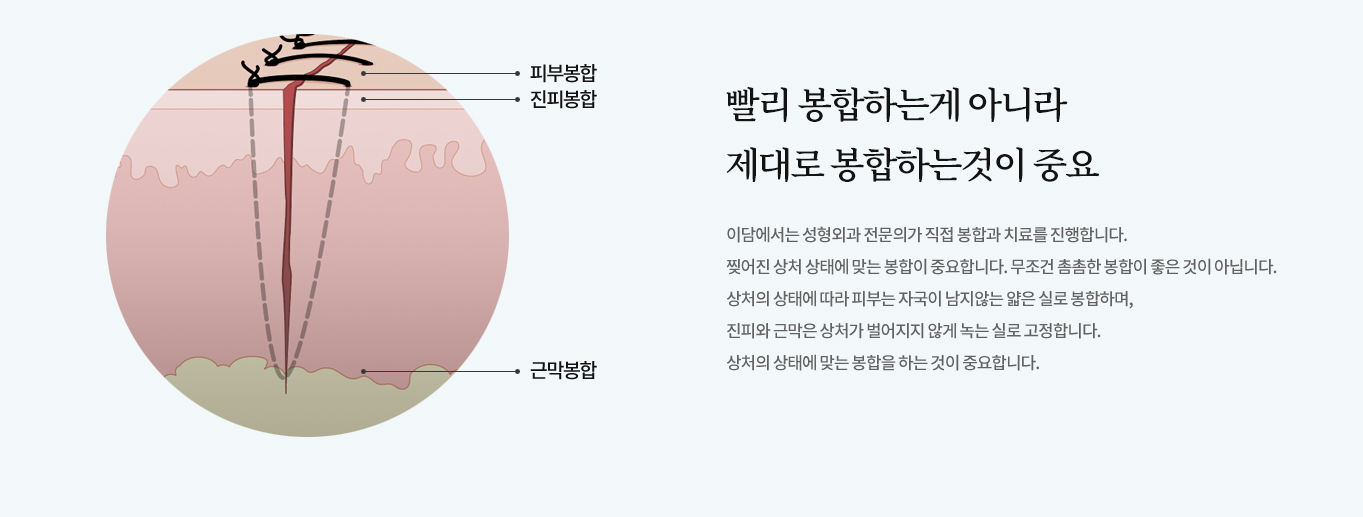 피부봉합
진피봉합
근막봉합
빨리 봉합하는게 아니라
제대로 봉합하는것이 중요
이담에서는 성형외과 전문의가 직접 봉합과 치료를 진행합니다.
찢어진 상처 상태에 맞는 봉합이 중요합니다. 무조건 촘촘한 봉합이 좋은 것이 아닙니다.
상처의 상태에 따라 피부는 자국이 남지않는 얇은 실로 봉합하며,
진피와 근막은 상처가 벌어지지 않게 녹는 실로 고정합니다.
상처의 상태에 맞는 봉합을 하는 것이 중요합니다.